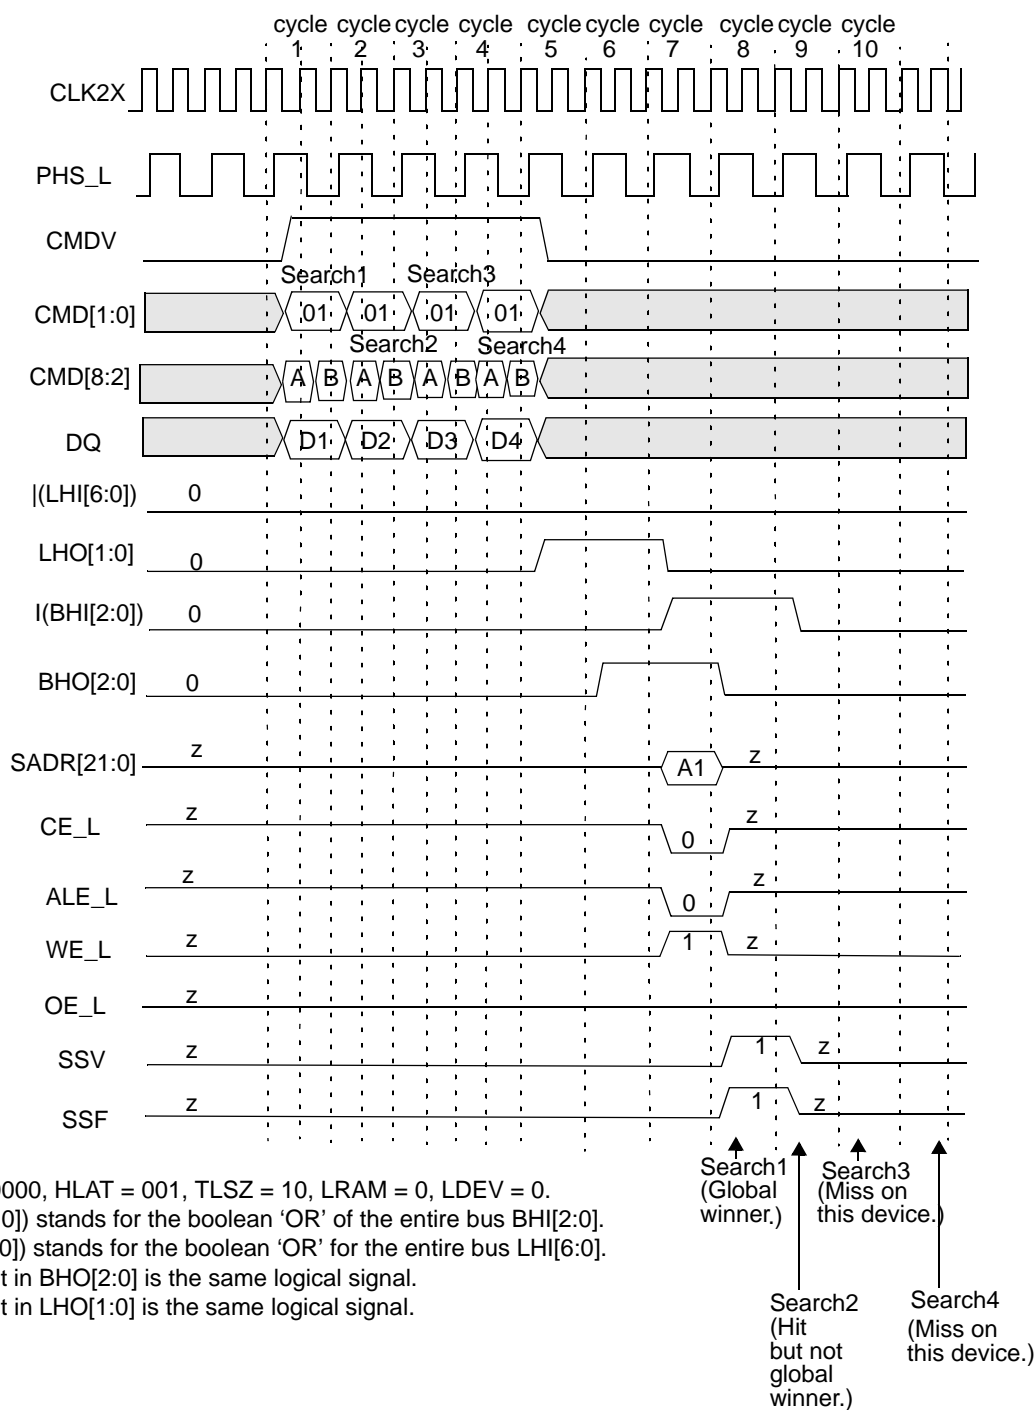 cycle cycle cycle cycle cycle cycle cycle cycle cycle cycle
1 2 3 4 5 6 7 8 9 10
CLK2X
PHS_L
CMDV
Search1 Search3
CMD[1:0] 01 01 01 01
Search2 Search4
CMD[8:2] A B A B A B A B
DQ D1 D2 D3 D4
|(LHI[6:0]) 0
LHO[1:0] 0
I(BHI[2:0]) 0
BHO[2:0] 0
SADR[21:0] z A1 z
CE_L z 0 z
ALE_L z 0 z
WE_L z 1 z
OE_L z
SSV z 1 z
SSF z 1 z
Search1
(Global
winner.)
Search3
(Miss on
this device.)
0000, HLAT = 001, TLSZ = 10, LRAM = 0, LDEV = 0.
0]) stands for the boolean ‘OR’ of the entire bus BHI[2:0].
0]) stands for the boolean ‘OR’ for the entire bus LHI[6:0].
t in BHO[2:0] is the same logical signal.
t in LHO[1:0] is the same logical signal.
Search2
(Hit
but not
global
winner.)
Search4
(Miss on
this device.)